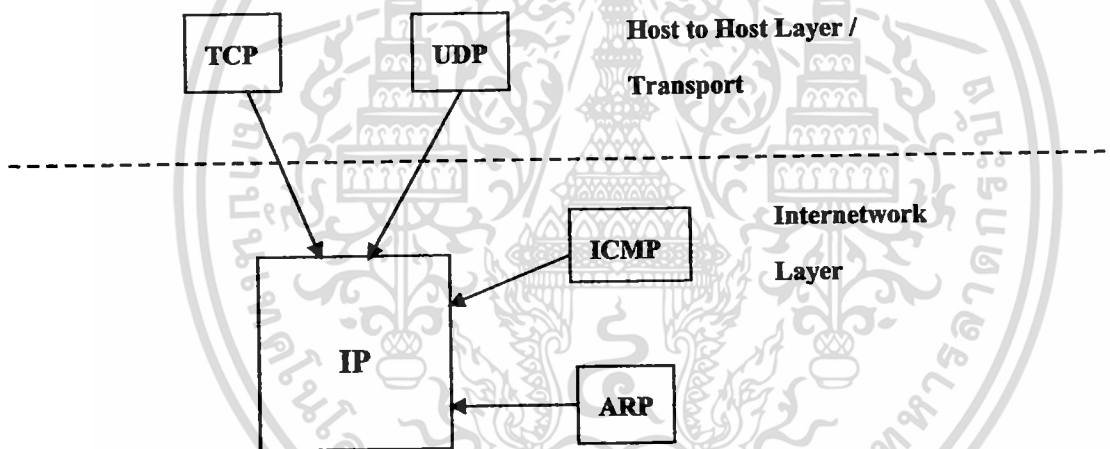 TCP
UDP
Host to Host Layer /
Transport
Internetwork
Layer
ICMP
IP
ARP